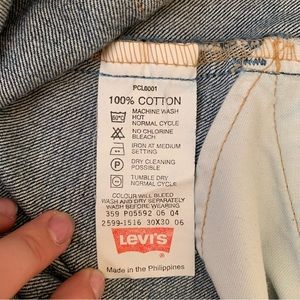 PCL0001
100% COTTON
60°C
MACHINE WASH
HOT
NORMAL CYCLE
NO CHLORINE
BLEACH
IRON AT MEDIUM
SETTING
P
DRY CLEANING
POSSIBLE
TUMBLE DRY
NORMAL CYCLE
COLOUR WILL BLEED
WASH AND DRY SEPARATELY
WASH BEFORE WEARING
359 P05592 06 04
2599-1516 30X30 06
LEVI'S
®
Made in the Philippines